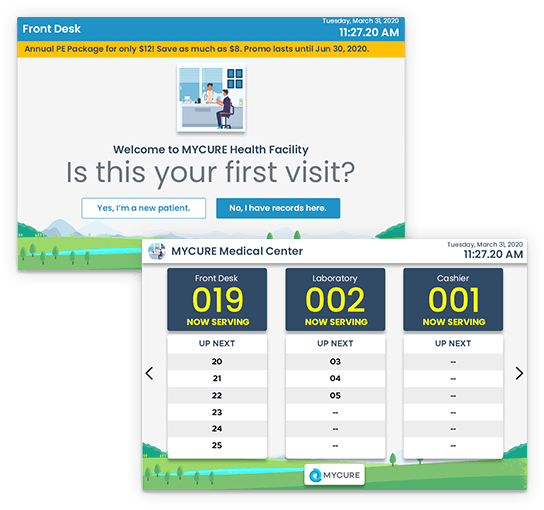 Front Desk
Tuesday, March 31, 2020
11:27.20 AM
Annual PE Package for only $12! Save as much as $8. Promo lasts until Jun 30, 2020.
Welcome to MYCURE Health Facility
Is this your first visit?
Yes, I'm a new patient.
No, I have records here.
MYCURE Medical Center
Tuesday, March 31, 2020
11:27.20 AM
Front Desk
019
NOW SERVING
UP NEXT
20
21
22
23
24
25
Laboratory
002
NOW SERVING
UP NEXT
03
04
05
--
--
--
Cashier
001
NOW SERVING
UP NEXT
--
--
--
--
--
--
MYCURE